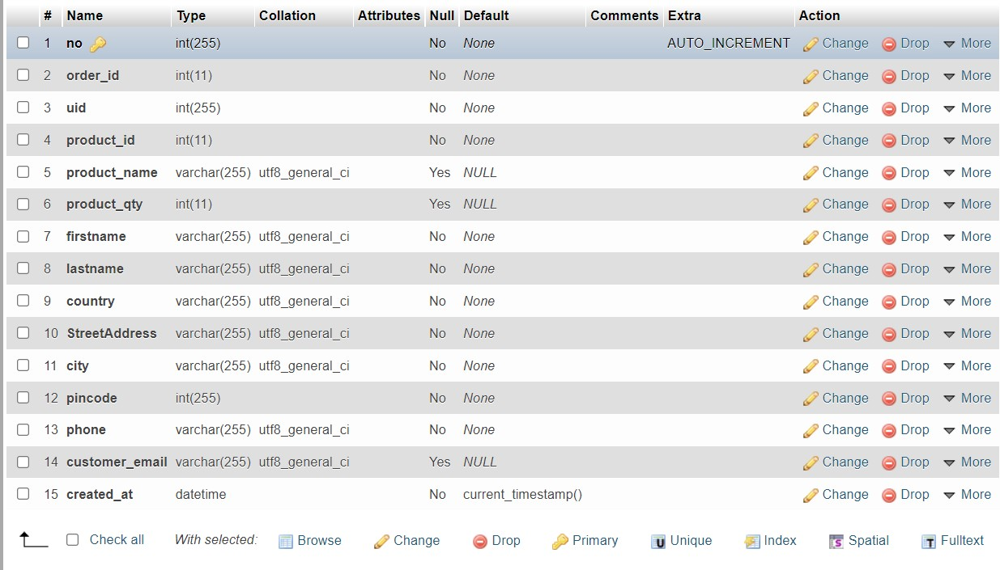 # Name Type Collation Attributes Null Default Comments Extra Action
1 no int(255) No None AUTO_INCREMENT Change Drop More
2 order_id int(11) No None Change Drop More
3 uid int(255) No None Change Drop More
4 product_id int(11) No None Change Drop More
5 product_name varchar(255) utf8_general_ci Yes NULL Change Drop More
6 product_qty int(11) Yes NULL Change Drop More
7 firstname varchar(255) utf8_general_ci No None Change Drop More
8 lastname varchar(255) utf8_general_ci No None Change Drop More
9 country varchar(255) utf8_general_ci No None Change Drop More
10 StreetAddress varchar(255) utf8_general_ci No None Change Drop More
11 city varchar(255) utf8_general_ci No None Change Drop More
12 pincode int(255) No None Change Drop More
13 phone varchar(255) utf8_general_ci No None Change Drop More
14 customer_email varchar(255) utf8_general_ci Yes NULL Change Drop More
15 created_at datetime No current_timestamp() Change Drop More
Check all With selected: Browse Change Drop Primary U Unique Index S Spatial T Fulltext